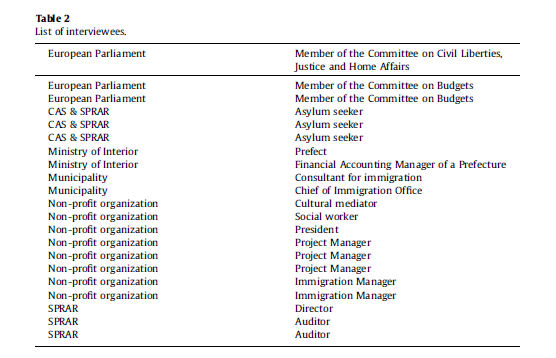 Table 2
List of interviewees.
European Parliament Member of the Committee on Civil Liberties,
Justice and Home Affairs
European Parliament Member of the Committee on Budgets
European Parliament Member of the Committee on Budgets
CAS & SPRAR Asylum seeker
CAS & SPRAR Asylum seeker
CAS & SPRAR Asylum seeker
Ministry of Interior Prefect
Ministry of Interior Financial Accounting Manager of a Prefecture
Municipality Consultant for immigration
Municipality Chief of Immigration Office
Non-profit organization Cultural mediator
Non-profit organization Social worker
Non-profit organization President
Non-profit organization Project Manager
Non-profit organization Project Manager
Non-profit organization Project Manager
Non-profit organization Immigration Manager
Non-profit organization Immigration Manager
SPRAR Director
SPRAR Auditor
SPRAR Auditor